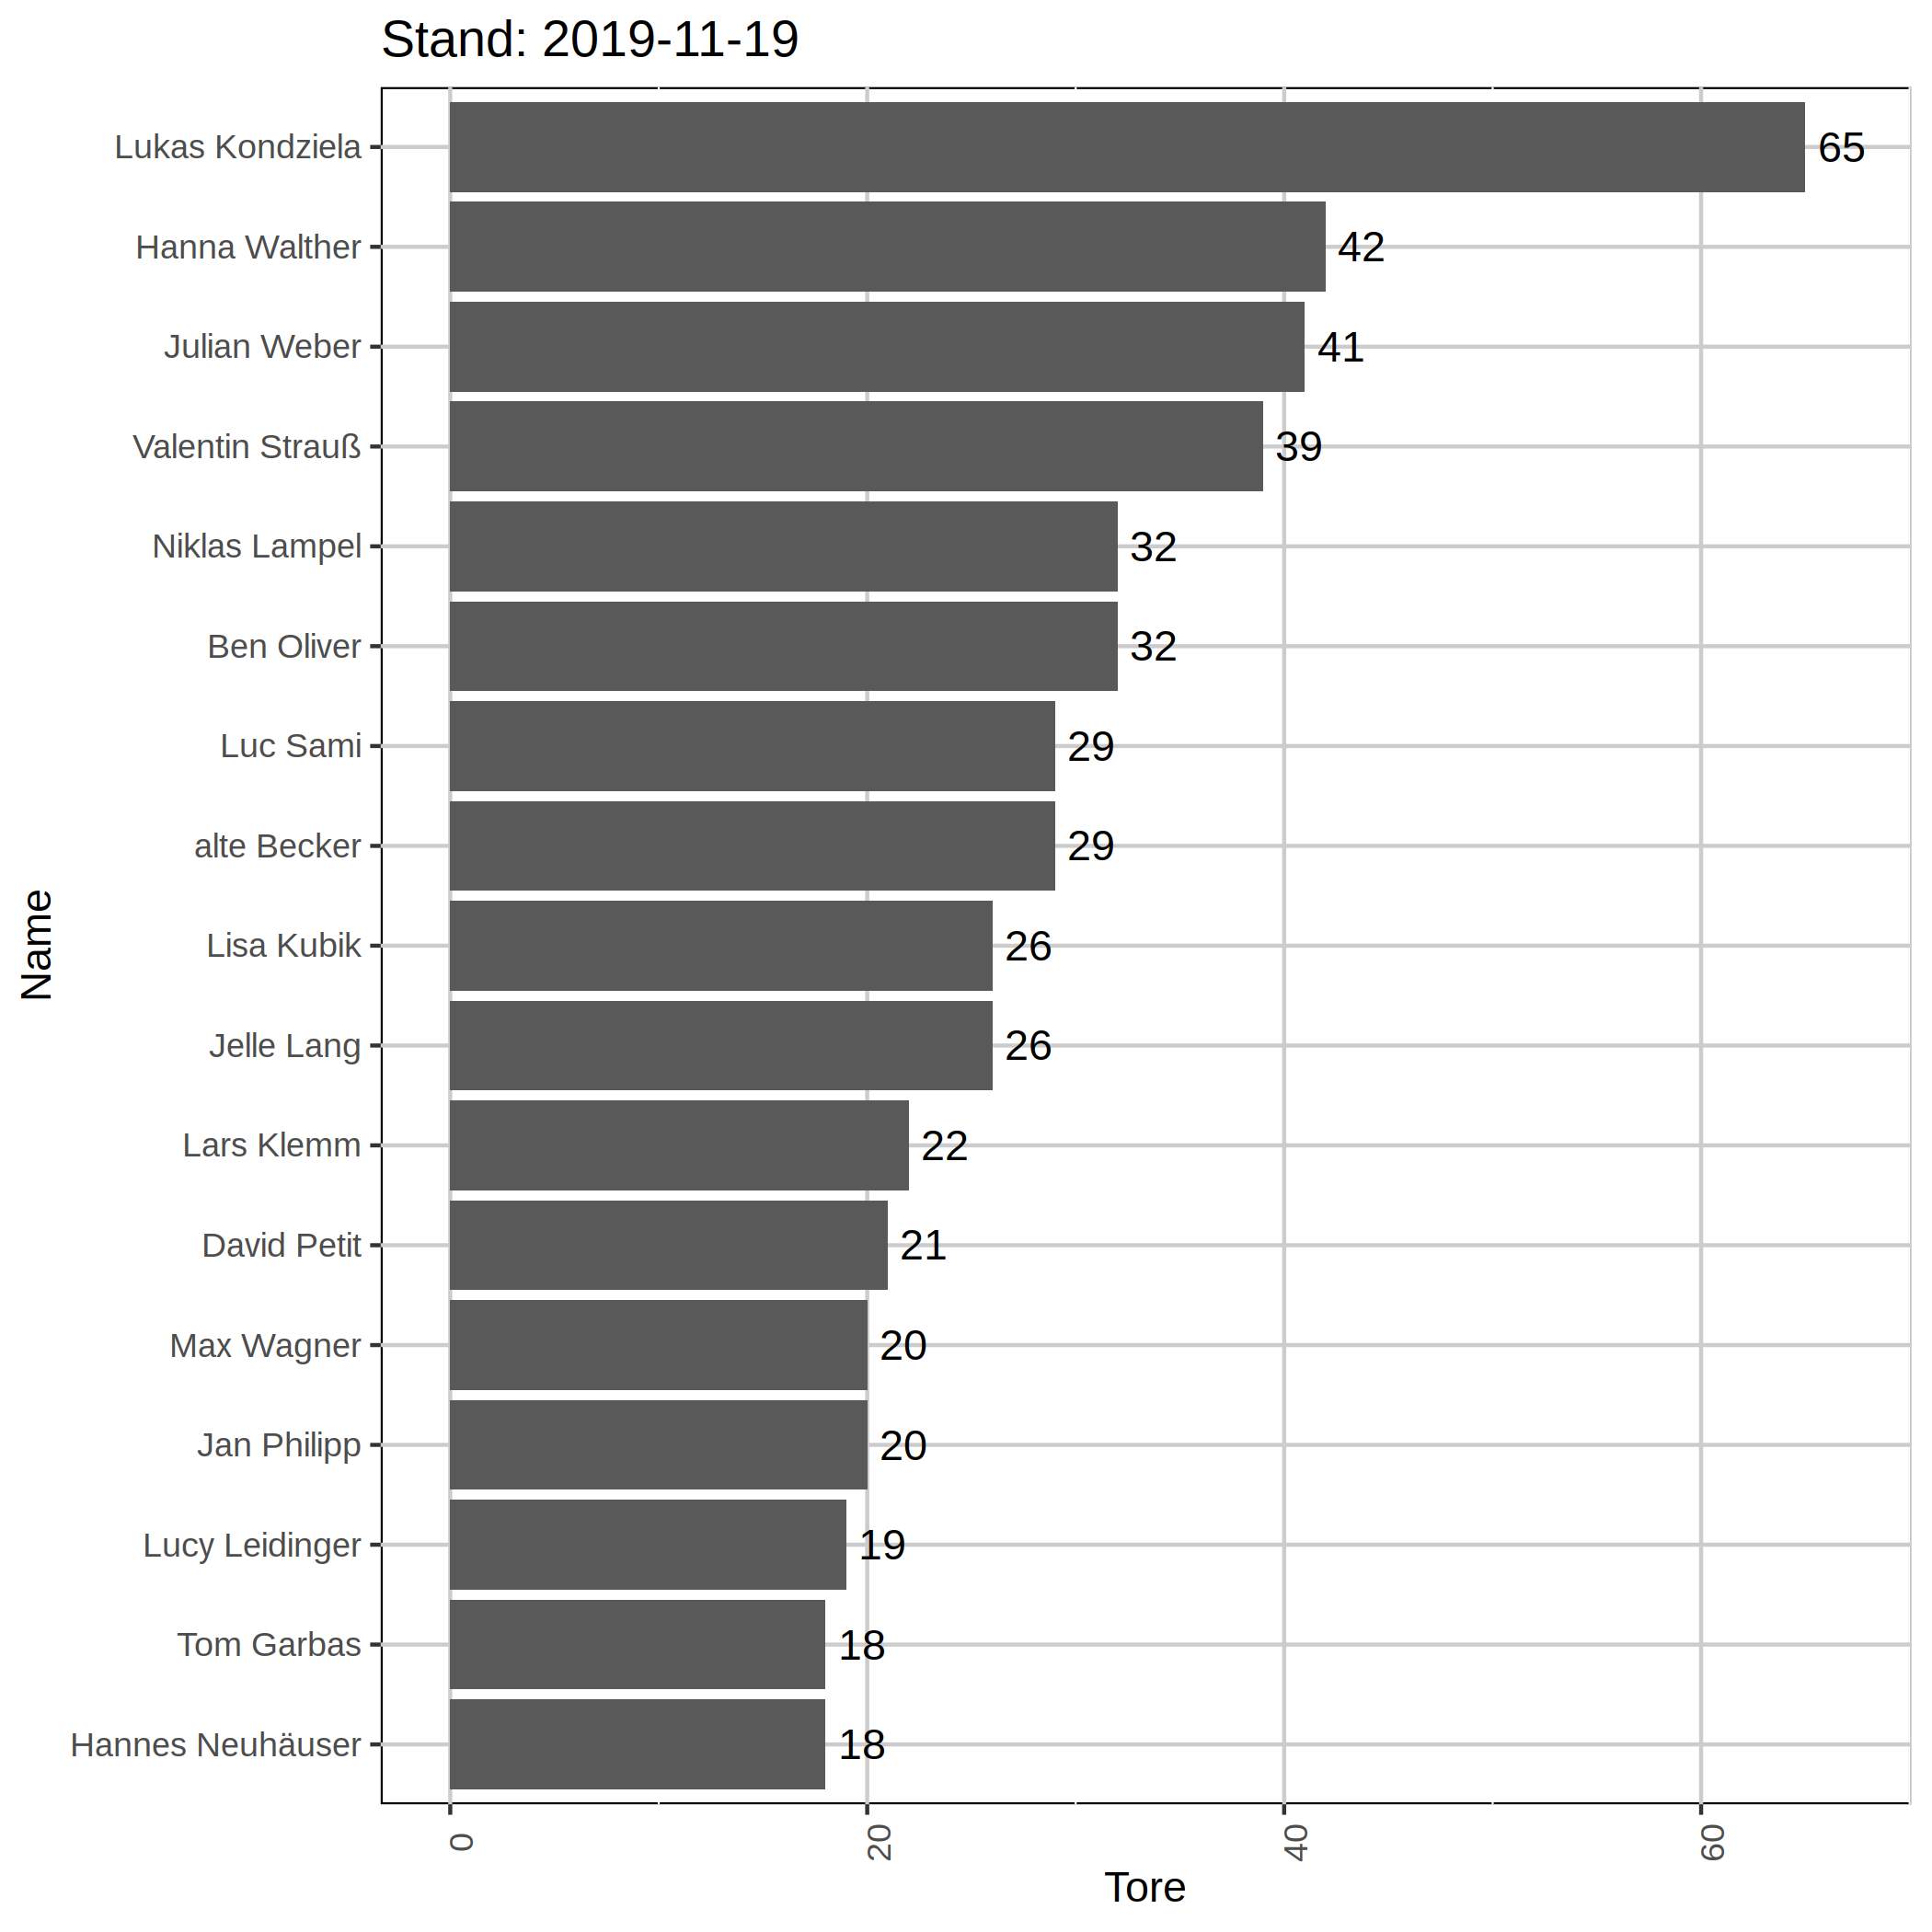 Stand: 2019-11-19
Lukas Kondziela 65
Hanna Walther 42
Julian Weber 41
Valentin Strauß 39
Niklas Lampel 32
Ben Oliver 32
Luc Sami 29
alte Becker 29
Lisa Kubik 26
Jelle Lang 26
Lars Klemm 22
David Petit 21
Max Wagner 20
Jan Philipp 20
Lucy Leidinger 19
Tom Garbas 18
Hannes Neuhäuser 18
Name
0 20 40 60
Tore